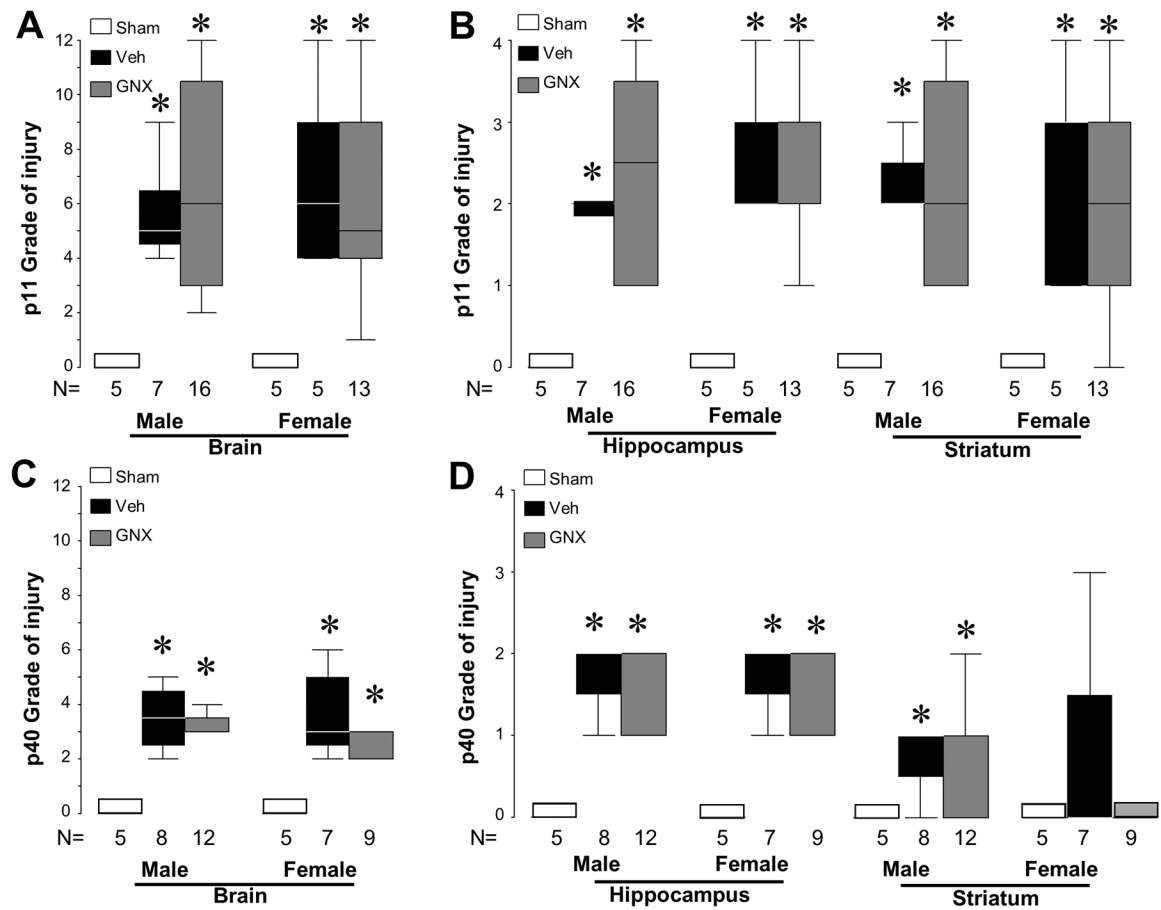 A
Sham
Veh
GNX
p11 Grade of injury
12
10
8
6
4
2
0
* * * *
N= 5 7 16 5 5 13
Male Female
Brain
B
Sham
Veh
GNX
p11 Grade of injury
4
3
2
1
0
* * * * * * * *
N= 5 7 16 5 5 13 5 7 16 5 5 13
Male Female Male Female
Hippocampus Striatum
C
Sham
Veh
GNX
p40 Grade of injury
12
10
8
6
4
2
0
* * * *
N= 5 8 12 5 7 9
Male Female
Brain
D
Sham
Veh
GNX
p40 Grade of injury
4
3
2
1
0
* * * * * *
N= 5 8 12 5 7 9 5 8 12 5 7 9
Male Female Male Female
Hippocampus Striatum